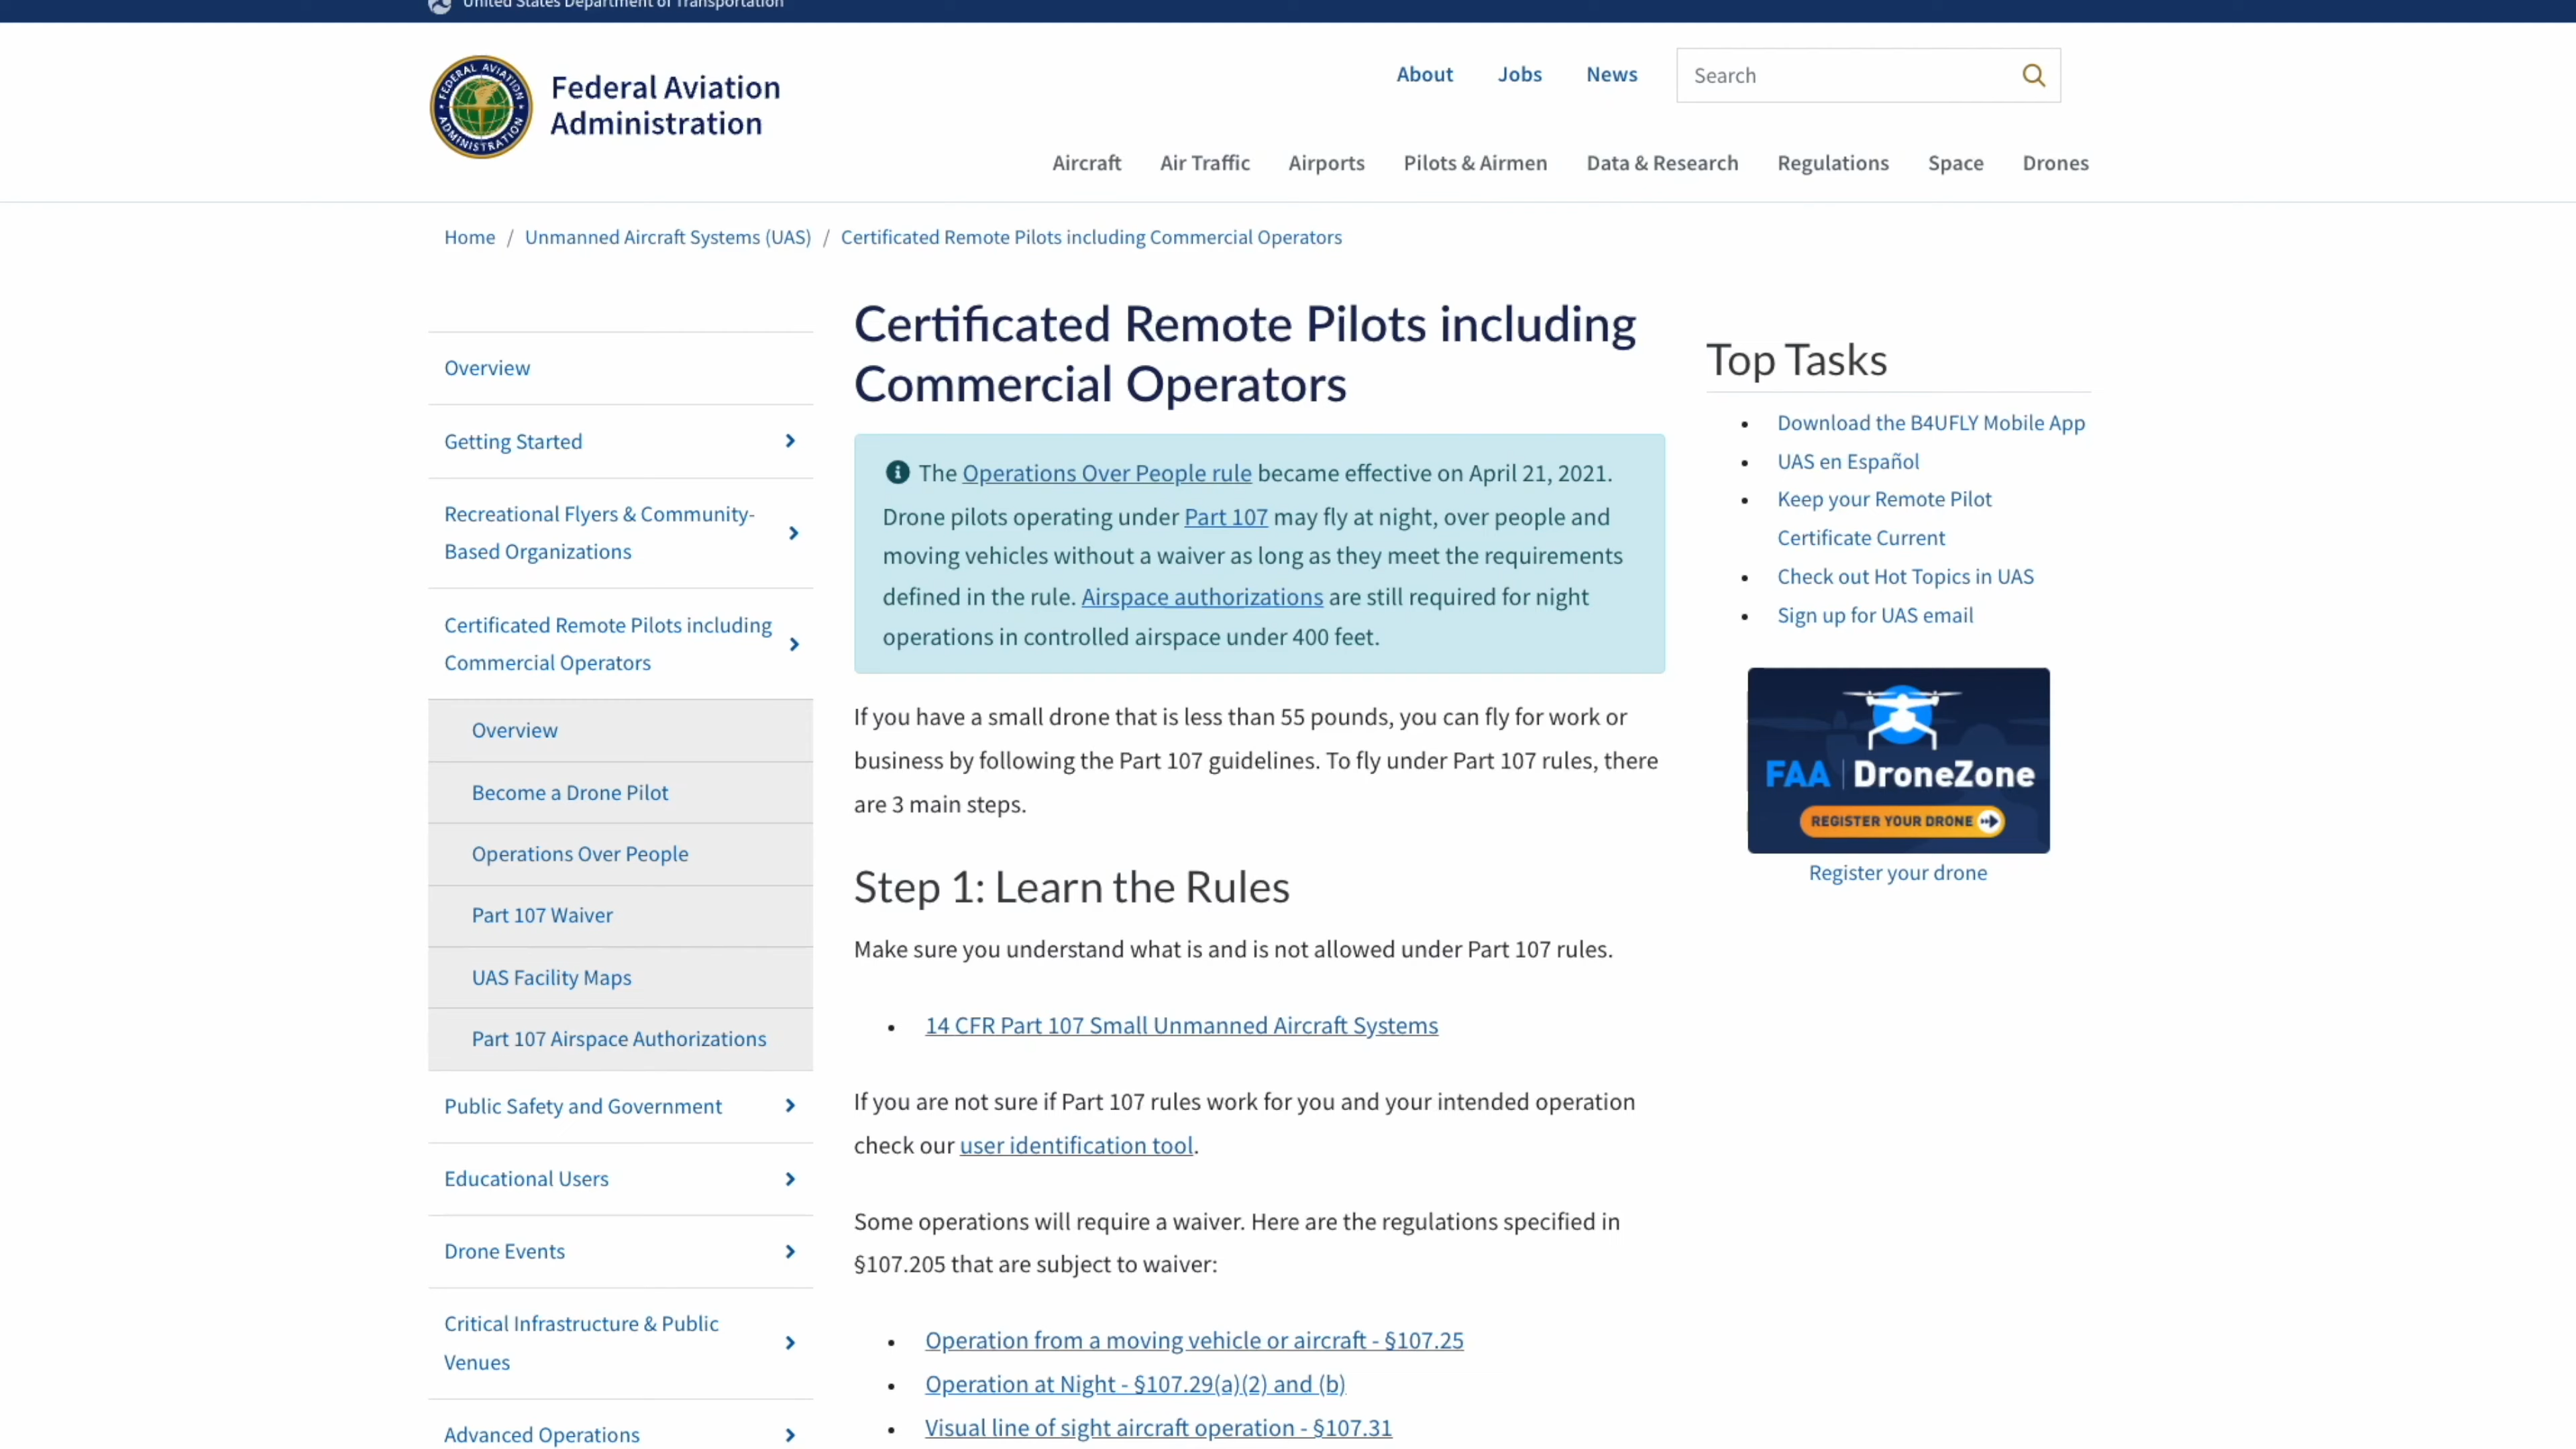 United States Department of Transportation
FEDERAL AVIATION
ADMINISTRATION
Federal Aviation
Administration
About
Jobs
News
Search
Aircraft
Air Traffic
Airports
Pilots & Airmen
Data & Research
Regulations
Space
Drones
Home / Unmanned Aircraft Systems (UAS) / Certificated Remote Pilots including Commercial Operators
Overview
Getting Started
Recreational Flyers & Community-
Based Organizations
Certificated Remote Pilots including
Commercial Operators
Overview
Become a Drone Pilot
Operations Over People
Part 107 Waiver
UAS Facility Maps
Part 107 Airspace Authorizations
Public Safety and Government
Educational Users
Drone Events
Critical Infrastructure & Public
Venues
Advanced Operations
Certificated Remote Pilots including
Commercial Operators
The Operations Over People rule became effective on April 21, 2021.
Drone pilots operating under Part 107 may fly at night, over people and
moving vehicles without a waiver as long as they meet the requirements
defined in the rule. Airspace authorizations are still required for night
operations in controlled airspace under 400 feet.
If you have a small drone that is less than 55 pounds, you can fly for work or
business by following the Part 107 guidelines. To fly under Part 107 rules, there
are 3 main steps.
Step 1: Learn the Rules
Make sure you understand what is and is not allowed under Part 107 rules.
• 14 CFR Part 107 Small Unmanned Aircraft Systems
If you are not sure if Part 107 rules work for you and your intended operation
check our user identification tool.
Some operations will require a waiver. Here are the regulations specified in
§107.205 that are subject to waiver:
• Operation from a moving vehicle or aircraft - §107.25
• Operation at Night - §107.29(a)(2) and (b)
• Visual line of sight aircraft operation - §107.31
Top Tasks
• Download the B4UFLY Mobile App
• UAS en Español
• Keep your Remote Pilot
Certificate Current
• Check out Hot Topics in UAS
• Sign up for UAS email
FAA | DroneZone
REGISTER YOUR DRONE
Register your drone